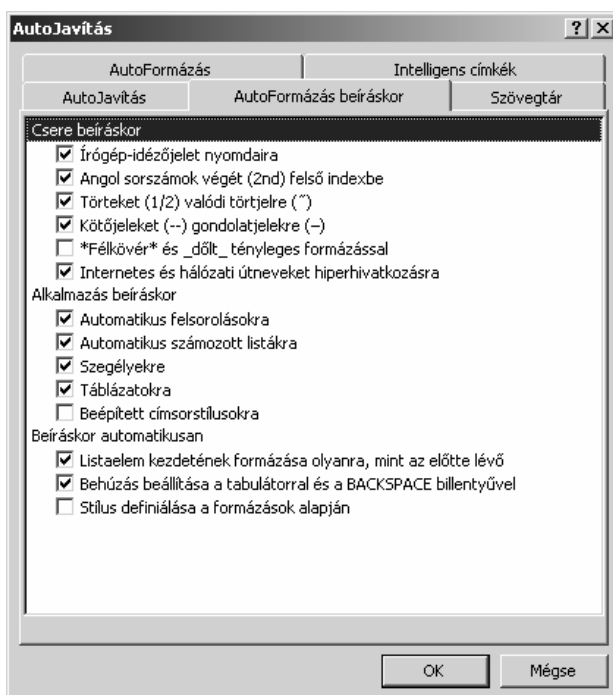 AutoJavítás
AutoFormázás
Intelligens címkék
AutoJavítás
AutoFormázás beíráskor
Szövegtár
Csere beíráskor
Írógép-idézőjelet nyomdaira
Angol sorszámok végét (2nd) felső indexbe
Törteket (1/2) valódi törtjelre (˝)
Kötőjeleket (--) gondolatjelekre (–)
*Félkövér* és _dőlt_ tényleges formázással
Internetes és hálózati útneveket hiperhivatkozásra
Alkalmazás beíráskor
Automatikus felsorolásokra
Automatikus számozott listákra
Szegélyekre
Táblázatokra
Beépített címsorstílusokra
Beíráskor automatikusan
Listaelem kezdetének formázása olyanra, mint az előtte lévő
Behúzás beállítása a tabulátorral és a BACKSPACE billentyűvel
Stílus definiálása a formázások alapján
OK
Mégse